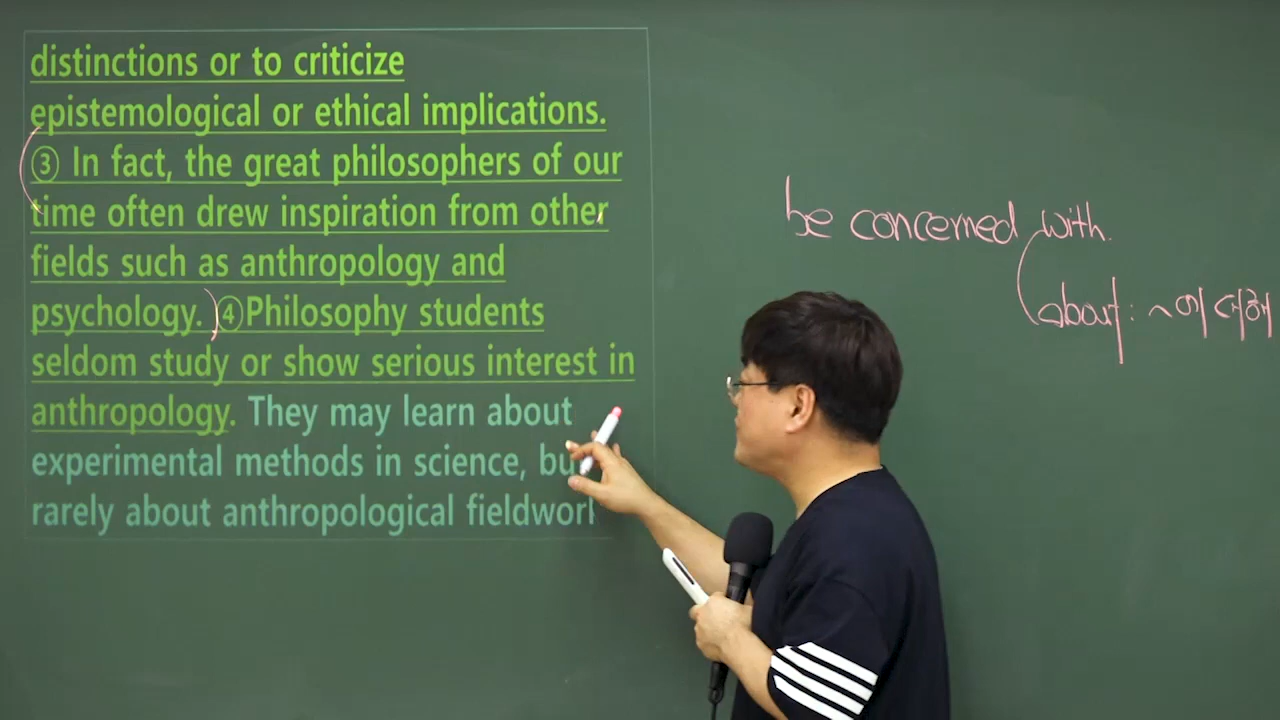 distinctions or to criticize
epistemological or ethical implications.
③ In fact, the great philosophers of our
time often drew inspiration from other
fields such as anthropology and
psychology. ④Philosophy students
seldom study or show serious interest in
anthropology. They may learn about
experimental methods in science, but
rarely about anthropological fieldwork
be concerned with.
about : ~에 대해